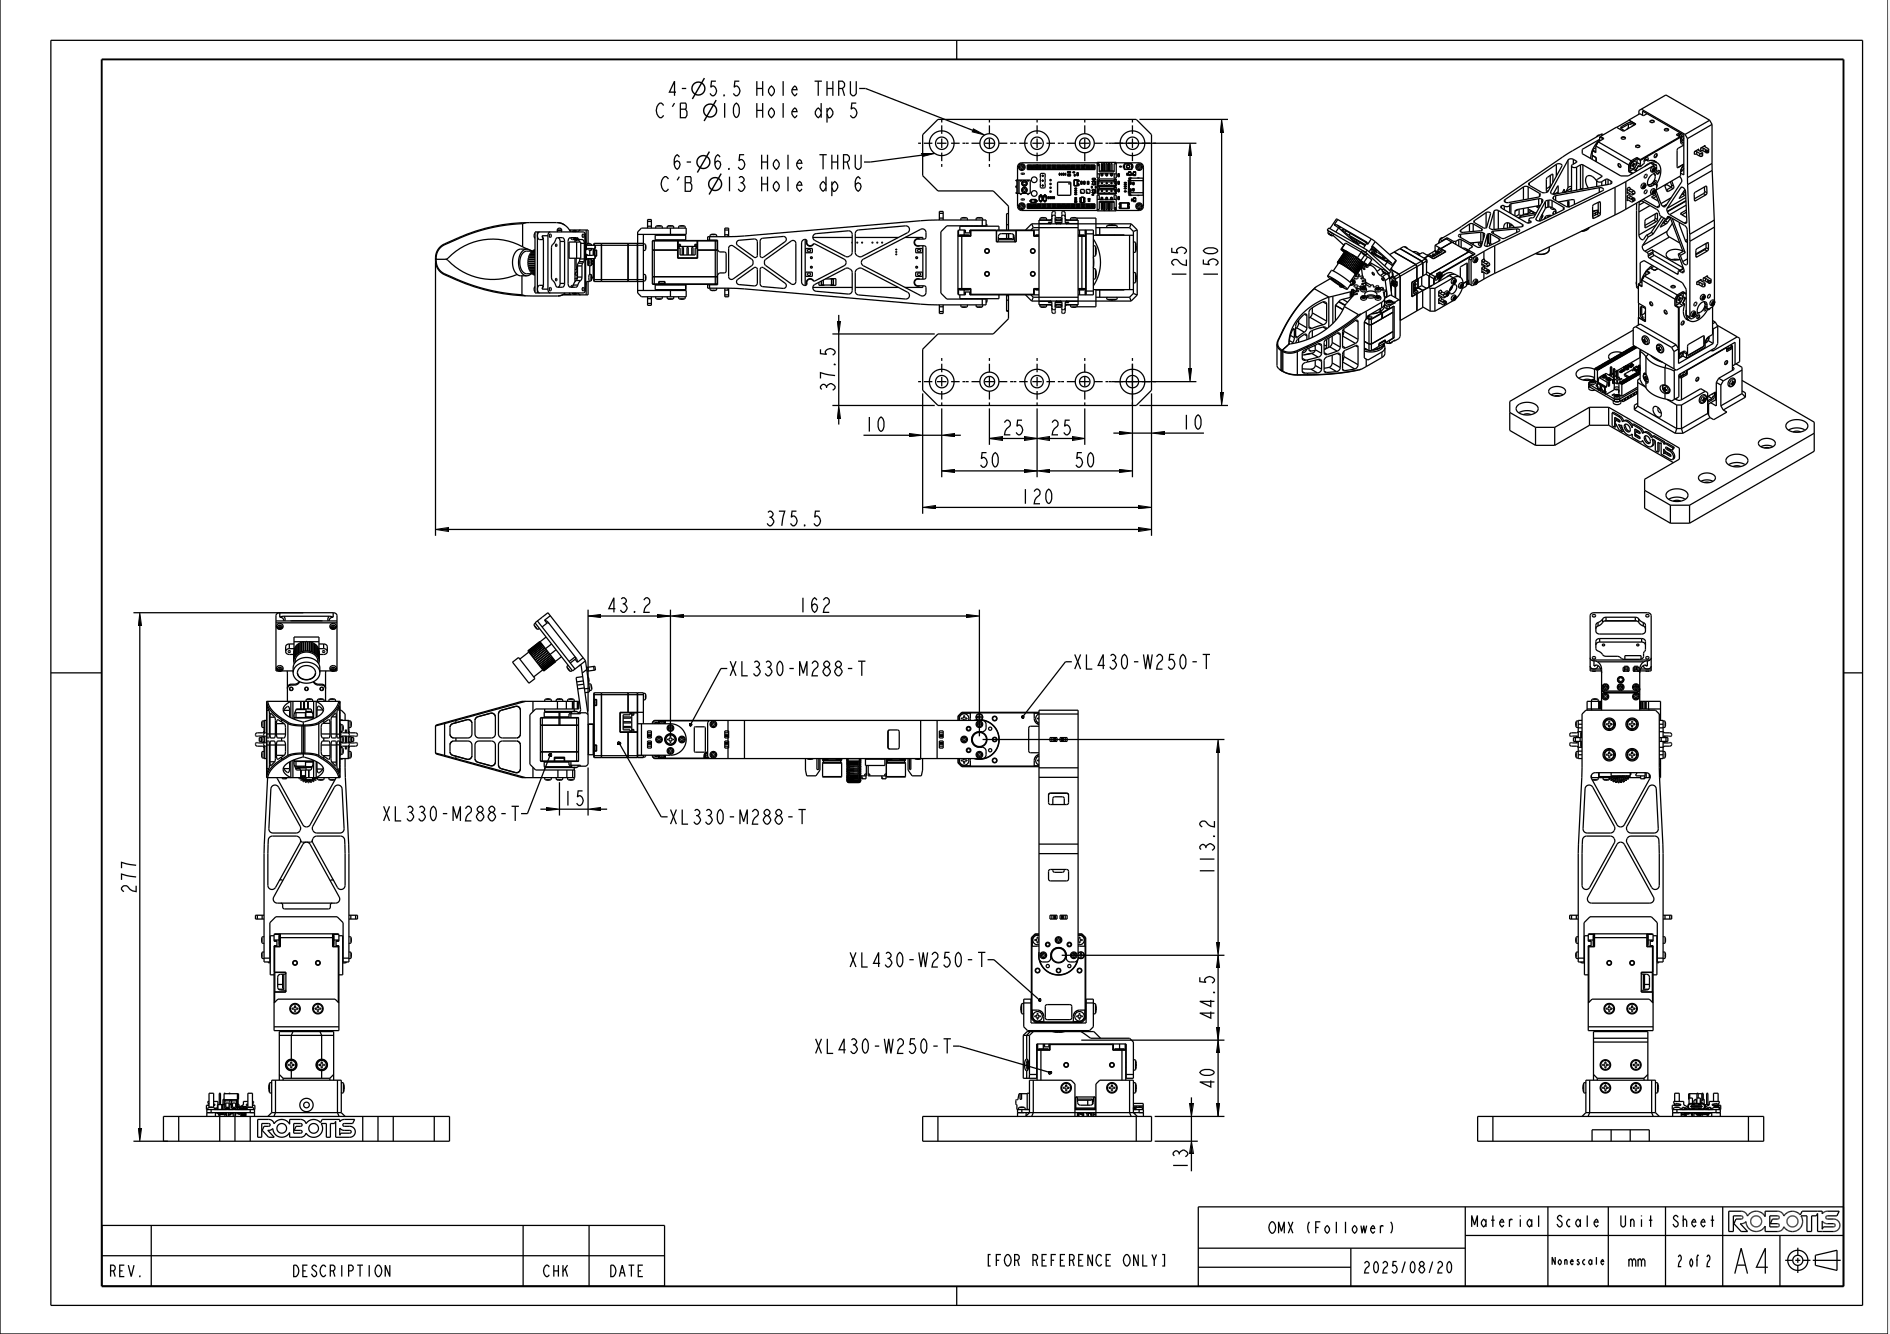 4-Ø5.5 Hole THRU
C'B Ø10 Hole dp 5
6-Ø6.5 Hole THRU
C'B Ø13 Hole dp 6
125
150
37.5
10
25
25
10
50
50
120
375.5
ROBOTIS
43.2
162
XL330-M288-T
XL430-W250-T
15
XL330-M288-T
XL330-M288-T
277
113.2
XL430-W250-T
44.5
XL430-W250-T
40
13
ROBOTIS
REV.
DESCRIPTION
CHK
DATE
[FOR REFERENCE ONLY]
OMX (Follower)
2025/08/20
Material
Scale
Unit
Sheet
ROBOTIS
Nonescale
mm
2 of 2
A4